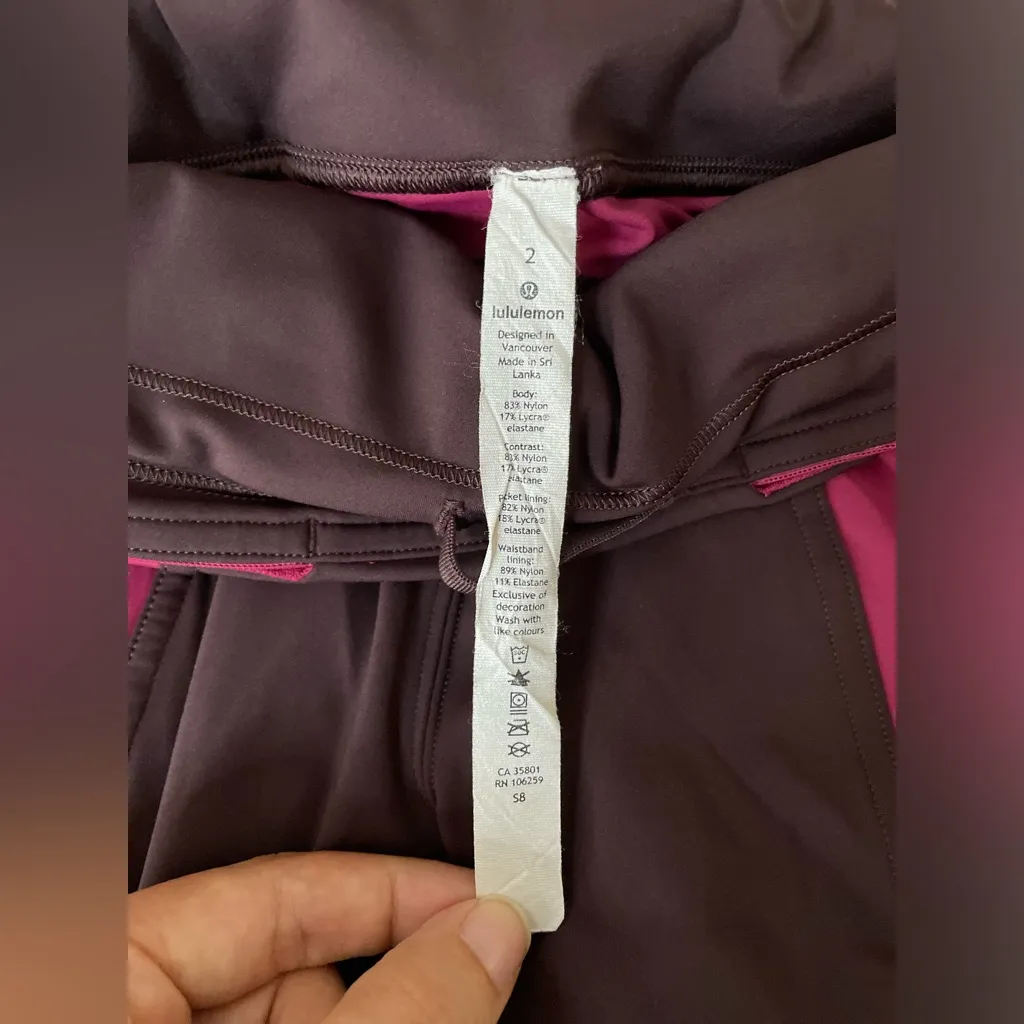 2
lululemon
Designed in
Vancouver
Made in Sri
Lanka
Body:
83% Nylon
17% Lycra®
elastane
Contrast:
83% Nylon
17% Lycra®
elastane
pcket lining:
82% Nylon
18% Lycra®
elastane
Waistband
lining:
89% Nylon
11% Elastane
Exclusive of
decoration
Wash with
like colours
CA 35801
RN 106259
S8